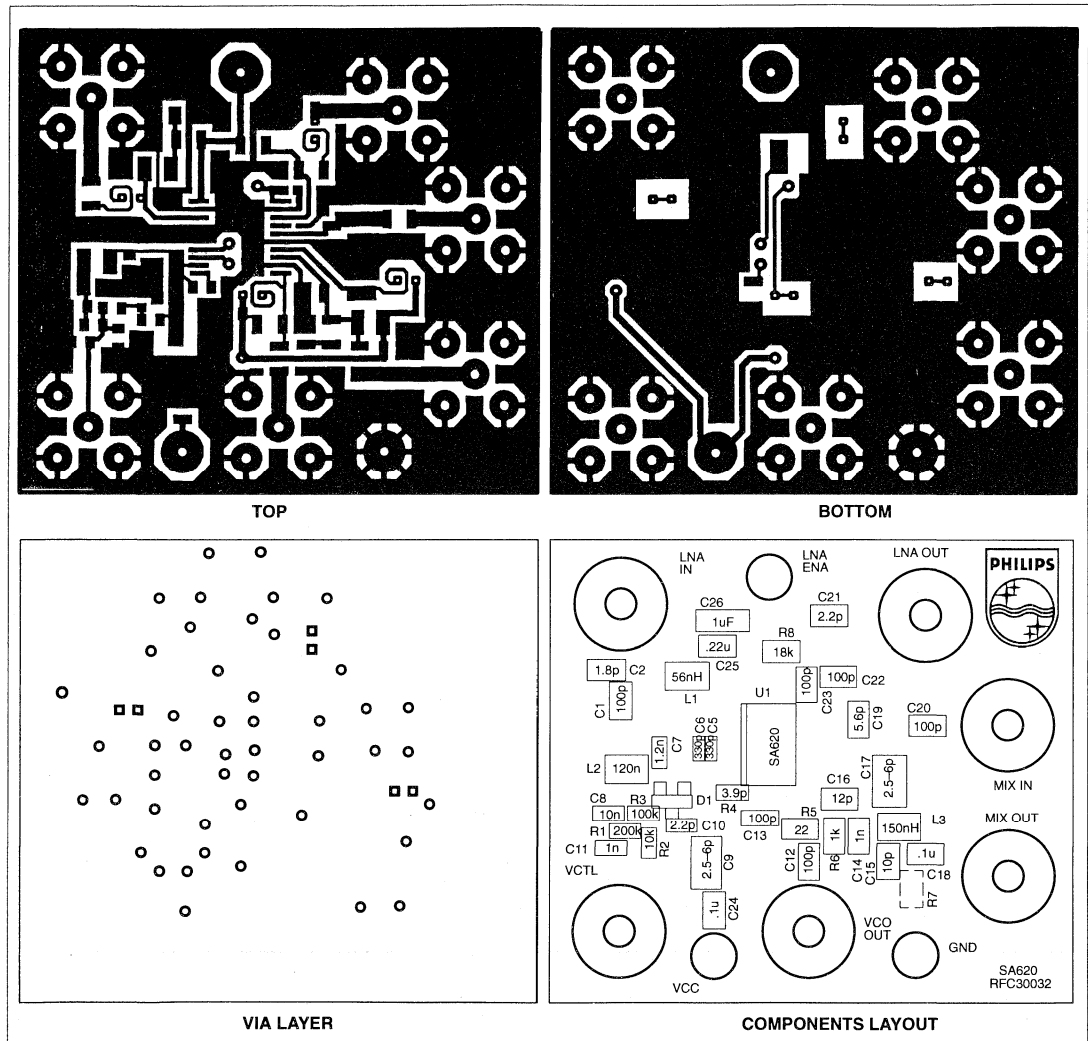 TOP
BOTTOM
LNA IN
LNA ENA
LNA OUT
PHILIPS
C26
1uF
C21
2.2p
R8
18k
.22u
C25
1.8p
C2
56nH
L1
C1
100p
100p
C23
100p
C22
U1
SA620
5.6p
C19
C20
100p
C6
C5
330p
330p
1.2n
C7
L2
120n
C17
2.5–6p
MIX IN
3.9p
R4
D1
C16
12p
C8
10n
R3
100k
R1
200k
2.2p
C10
100p
C13
R5
22
MIX OUT
150nH
L3
C11
1n
10k
R2
2.5–6p
C9
C12
100p
1k
R6
1n
C14
C15
10p
.1u
C18
R7
VCTL
.1u
C24
VCO OUT
GND
VCC
SA620
RFC30032
VIA LAYER
COMPONENTS LAYOUT